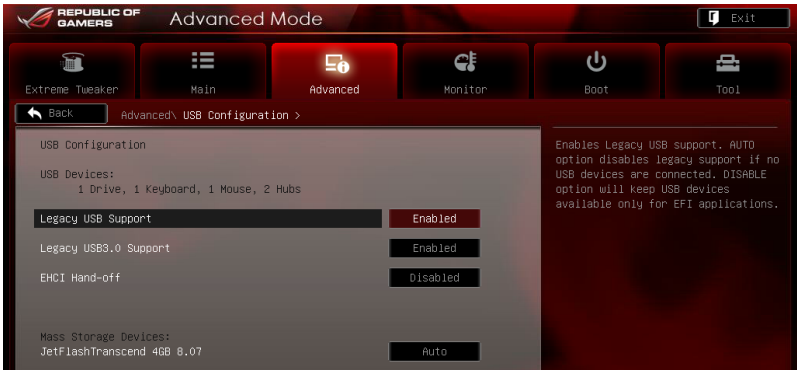 REPUBLIC OF
GAMERS
Advanced Mode
Exit
Extreme Tweaker
Main
Advanced
Monitor
Boot
Tool
Back
Advanced\ USB Configuration >
USB Configuration
USB Devices:
1 Drive, 1 Keyboard, 1 Mouse, 2 Hubs
Legacy USB Support
Enabled
Legacy USB3.0 Support
Enabled
EHCI Hand-off
Disabled
Mass Storage Devices:
JetFlashTranscend 4GB 8.07
Auto
Enables Legacy USB support. AUTO
option disables legacy support if no
USB devices are connected. DISABLE
option will keep USB devices
available only for EFI applications.